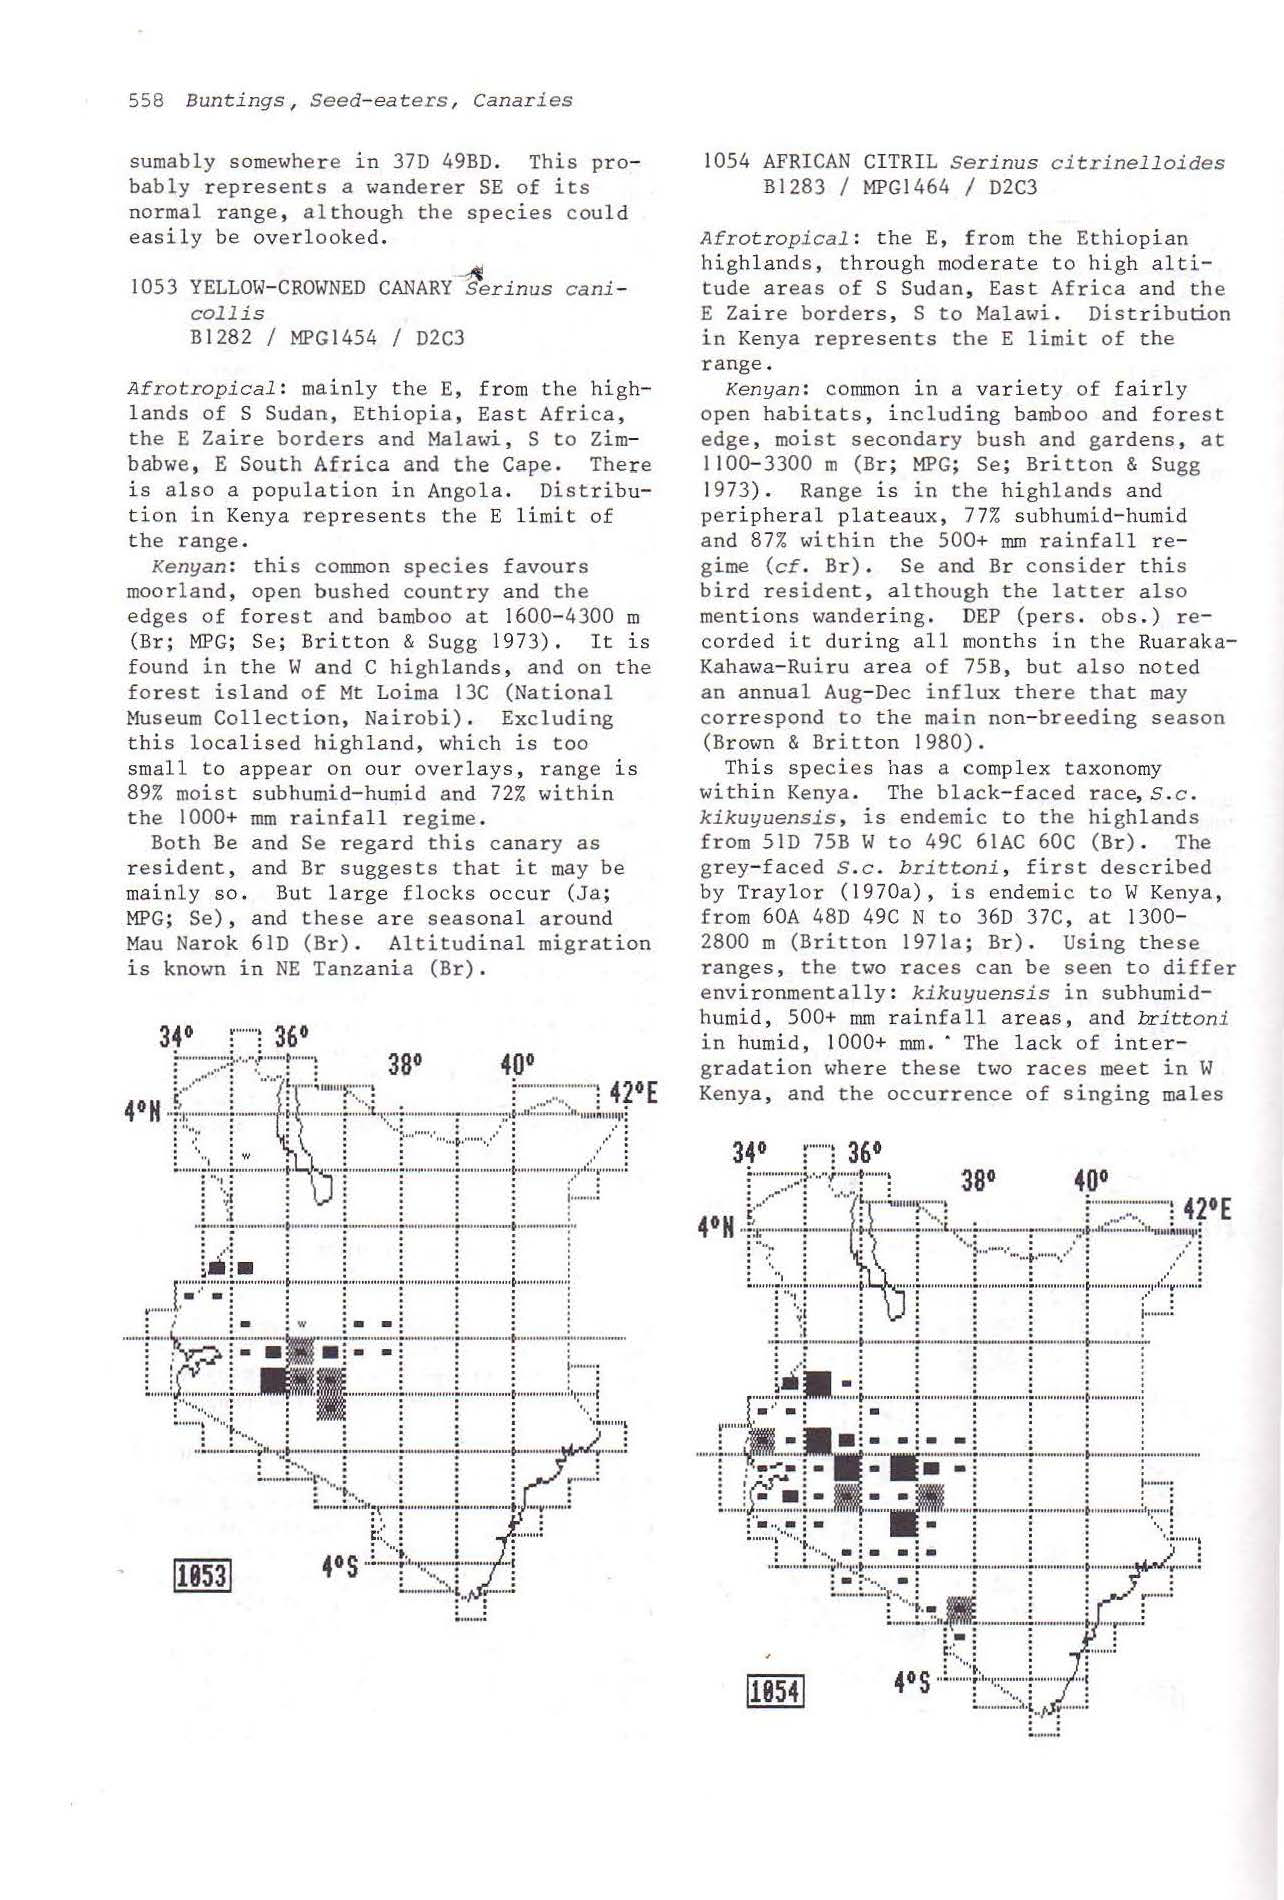 558 Buntings, Seed-eaters, Canaries
sumably somewhere in 37D 49BD. This pro-
bably represents a wanderer SE of its
normal range, although the species could
easily be overlooked.
1053 YELLOW-CROWNED CANARY Serinus cani-
collis
B1282 / MPG1454 / D2C3
Afrotropical: mainly the E, from the high-
lands of S Sudan, Ethiopia, East Africa,
the E Zaire borders and Malawi, S to Zim-
babwe, E South Africa and the Cape. There
is also a population in Angola. Distribu-
tion in Kenya represents the E limit of
the range.
Kenyan: this common species favours
moorland, open bushed country and the
edges of forest and bamboo at 1600-4300 m
(Br; MPG; Se; Britton & Sugg 1973). It is
found in the W and C highlands, and on the
forest island of Mt Loima 13C (National
Museum Collection, Nairobi). Excluding
this localised highland, which is too
small to appear on our overlays, range is
89% moist subhumid-humid and 72% within
the 1000+ mm rainfall regime.
Both Be and Se regard this canary as
resident, and Br suggests that it may be
mainly so. But large flocks occur (Ja;
MPG; Se), and these are seasonal around
Mau Narok 61D (Br). Altitudinal migration
is known in NE Tanzania (Br).
34° 36°
38° 40°
42°E
4°N
w
w
4°S
1053
1054 AFRICAN CITRIL Serinus citrinelloides
B1283 / MPG1464 / D2C3
Afrotropical: the E, from the Ethiopian
highlands, through moderate to high alti-
tude areas of S Sudan, East Africa and the
E Zaire borders, S to Malawi. Distribution
in Kenya represents the E limit of the
range.
Kenyan: common in a variety of fairly
open habitats, including bamboo and forest
edge, moist secondary bush and gardens, at
1100-3300 m (Br; MPG; Se; Britton & Sugg
1973). Range is in the highlands and
peripheral plateaux, 77% subhumid-humid
and 87% within the 500+ mm rainfall re-
gime (cf. Br). Se and Br consider this
bird resident, although the latter also
mentions wandering. DEP (pers. obs.) re-
corded it during all months in the Ruaraka-
Kahawa-Ruiru area of 75B, but also noted
an annual Aug-Dec influx there that may
correspond to the main non-breeding season
(Brown & Britton 1980).
This species has a complex taxonomy
within Kenya. The black-faced race, S.c.
kikuyuensis, is endemic to the highlands
from 51D 75B W to 49C 61AC 60C (Br). The
grey-faced S.c. brittoni, first described
by Traylor (1970a), is endemic to W Kenya,
from 60A 48D 49C N to 36D 37C, at 1300-
2800 m (Britton 1971a; Br). Using these
ranges, the two races can be seen to differ
environmentally: kikuyuensis in subhumid-
humid, 500+ mm rainfall areas, and brittoni
in humid, 1000+ mm. The lack of inter-
gradation where these two races meet in W
Kenya, and the occurrence of singing males
34° 36°
38° 40°
42°E
4°N
4°S
1054